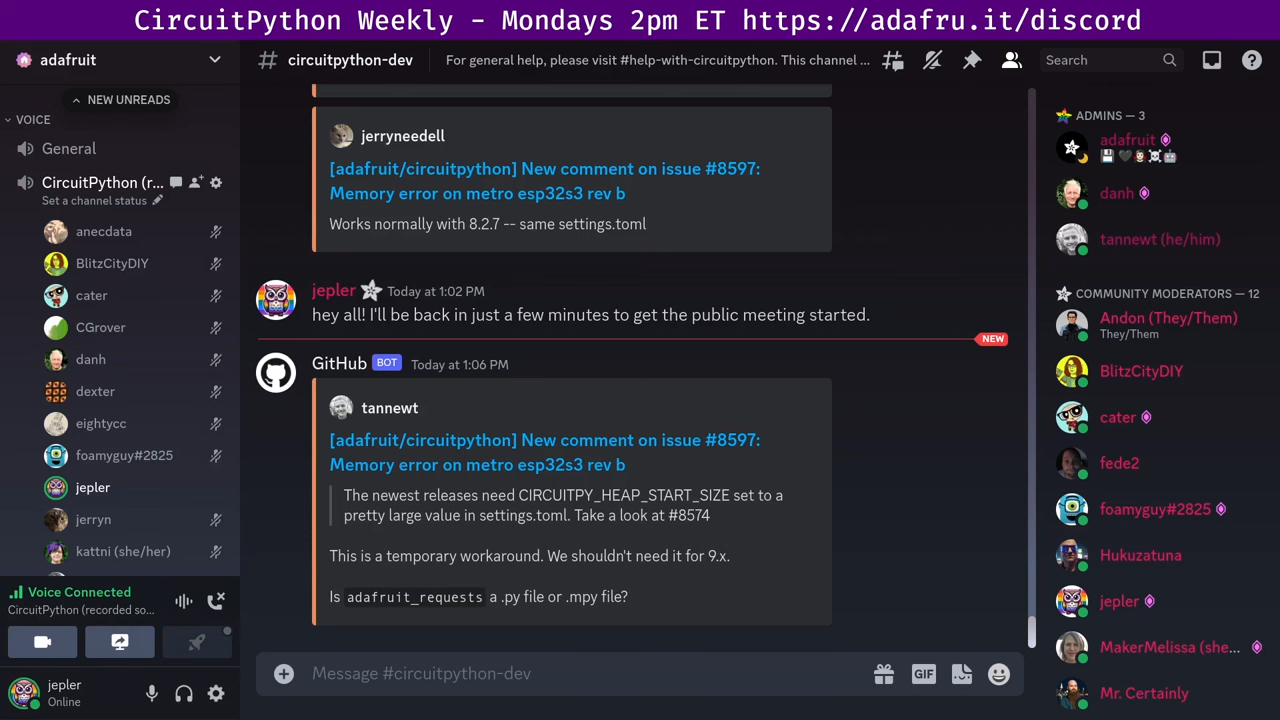 CircuitPython Weekly - Mondays 2pm ET https://adafru.it/discord
adafruit
NEW UNREADS
VOICE
General
CircuitPython (r...
Set a channel status
anecdata
BlitzCityDIY
cater
CGrover
danh
dexter
eightycc
foamyguy#2825
jepler
jerryn
kattni (she/her)
Voice Connected
CircuitPython (recorded so...
jepler
Online
circuitpython-dev
For general help, please visit #help-with-circuitpython. This channel ...
Search
jerryneedell
[adafruit/circuitpython] New comment on issue #8597:
Memory error on metro esp32s3 rev b
Works normally with 8.2.7 -- same settings.toml
jepler Today at 1:02 PM
hey all! I'll be back in just a few minutes to get the public meeting started.
NEW
GitHub BOT Today at 1:06 PM
tannewt
[adafruit/circuitpython] New comment on issue #8597:
Memory error on metro esp32s3 rev b
The newest releases need CIRCUITPY_HEAP_START_SIZE set to a
pretty large value in settings.toml. Take a look at #8574
This is a temporary workaround. We shouldn't need it for 9.x.
Is adafruit_requests a .py file or .mpy file?
Message #circuitpython-dev
GIF
ADMINS — 3
adafruit
danh
tannewt (he/him)
COMMUNITY MODERATORS — 12
Andon (They/Them)
They/Them
BlitzCityDIY
cater
fede2
foamyguy#2825
Hukuzatuna
jepler
MakerMelissa (she...
Mr. Certainly